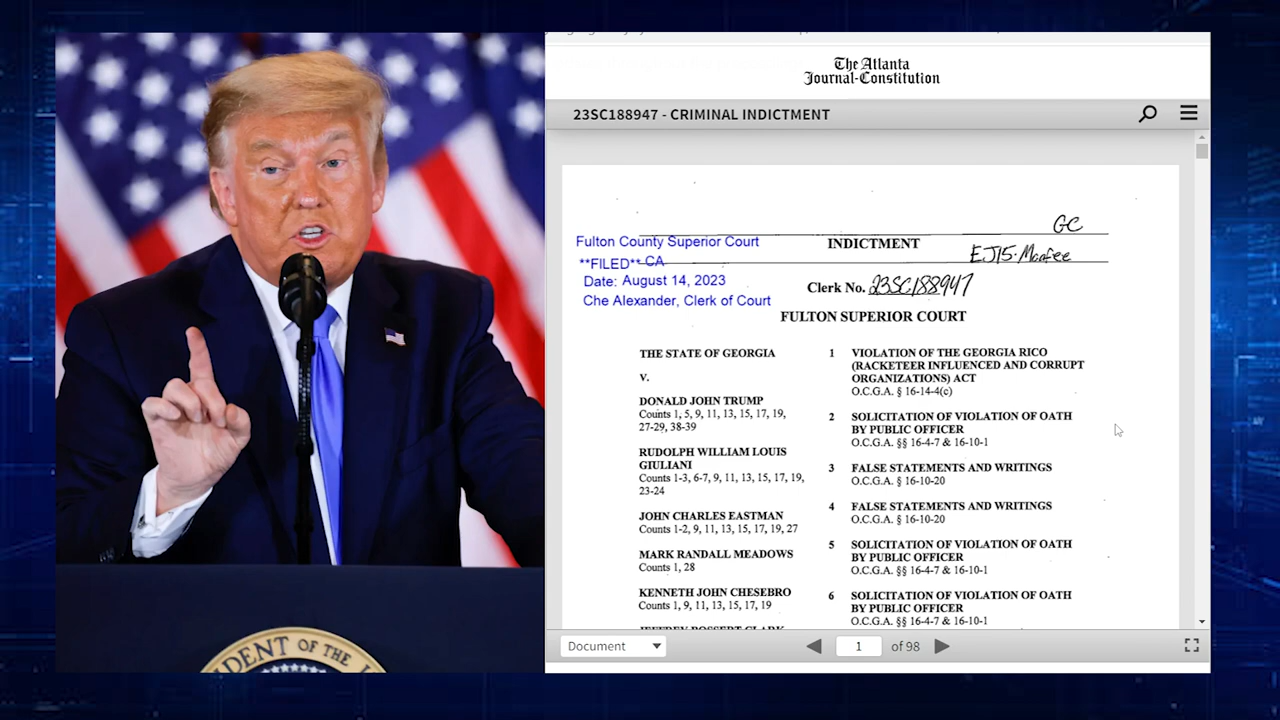 The Atlanta
Journal-Constitution
23SC188947 - CRIMINAL INDICTMENT
GC
Fulton County Superior Court
INDICTMENT
EJ15-McAfee
**FILED** CA
Date: August 14, 2023
Clerk No. 23SC188947
Che Alexander, Clerk of Court
FULTON SUPERIOR COURT
THE STATE OF GEORGIA
V.
DONALD JOHN TRUMP
Counts 1, 5, 9, 11, 13, 15, 17, 19,
27-29, 38-39
RUDOLPH WILLIAM LOUIS
GIULIANI
Counts 1-3, 6-7, 9, 11, 13, 15, 17, 19,
23-24
JOHN CHARLES EASTMAN
Counts 1-2, 9, 11, 13, 15, 17, 19, 27
MARK RANDALL MEADOWS
Counts 1, 28
KENNETH JOHN CHESEBRO
Counts 1, 9, 11, 13, 15, 17, 19
1 VIOLATION OF THE GEORGIA RICO
(RACKETEER INFLUENCED AND CORRUPT
ORGANIZATIONS) ACT
O.C.G.A. § 16-14-4(c)
2 SOLICITATION OF VIOLATION OF OATH
BY PUBLIC OFFICER
O.C.G.A. §§ 16-4-7 & 16-10-1
3 FALSE STATEMENTS AND WRITINGS
O.C.G.A. § 16-10-20
4 FALSE STATEMENTS AND WRITINGS
O.C.G.A. § 16-10-20
5 SOLICITATION OF VIOLATION OF OATH
BY PUBLIC OFFICER
O.C.G.A. §§ 16-4-7 & 16-10-1
6 SOLICITATION OF VIOLATION OF OATH
BY PUBLIC OFFICER
O.C.G.A. §§ 16-4-7 & 16-10-1
Document
1 of 98
DENT OF THE